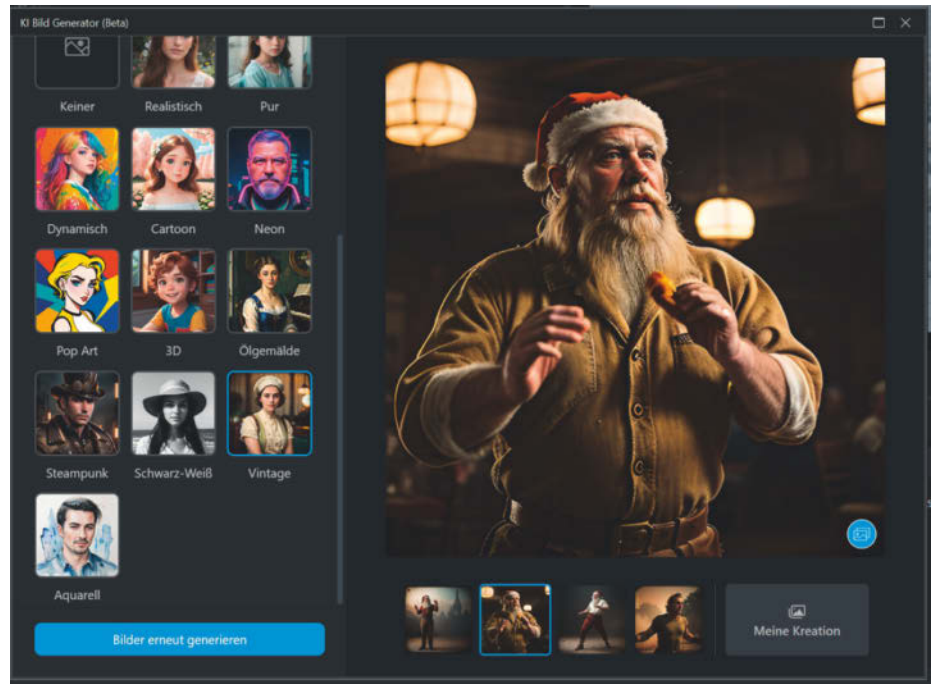 KI Bild Generator (Beta)
Keiner
Realistisch
Pur
Dynamisch
Cartoon
Neon
Pop Art
3D
Ölgemälde
Steampunk
Schwarz-Weiß
Vintage
Aquarell
Bilder erneut generieren
Meine Kreation